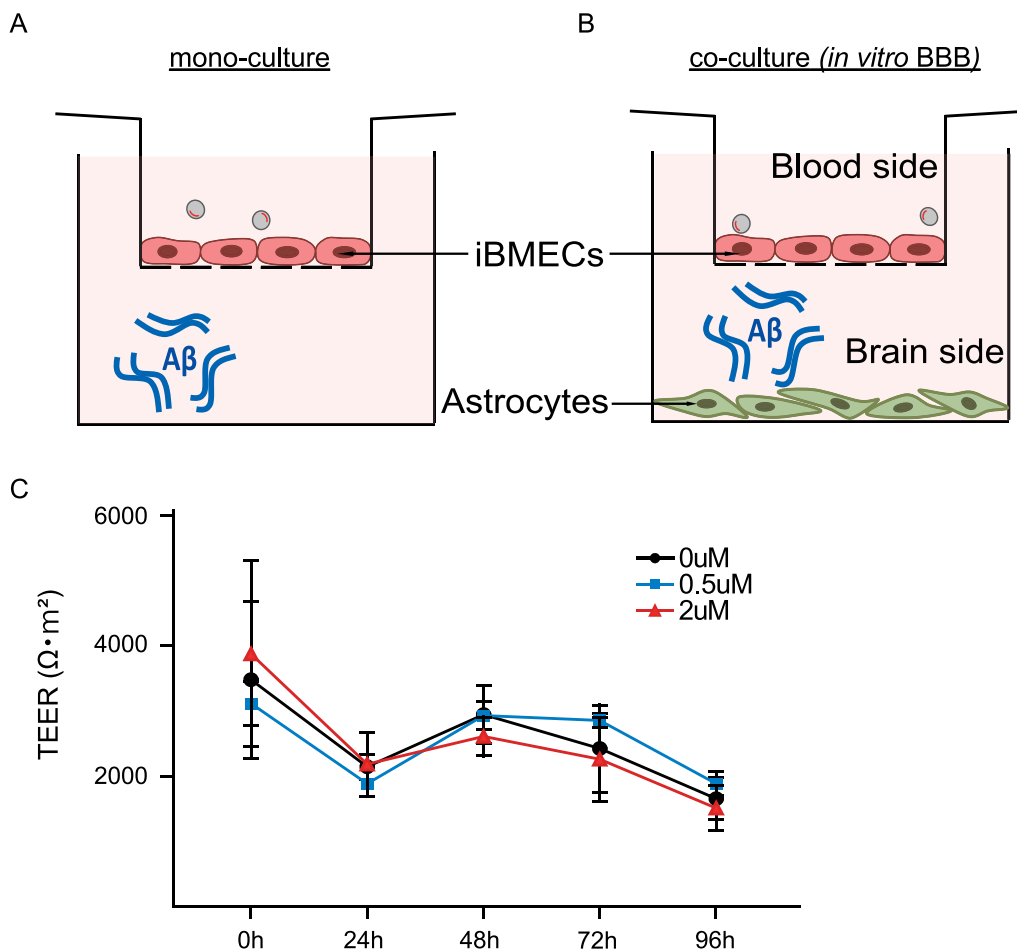 A
mono-culture
B
co-culture (in vitro BBB)
Blood side
iBMECs
Aβ
Aβ
Brain side
Astrocytes
C
6000
4000
2000
TEER (Ω·m²)
0uM
0.5uM
2uM
0h 24h 48h 72h 96h